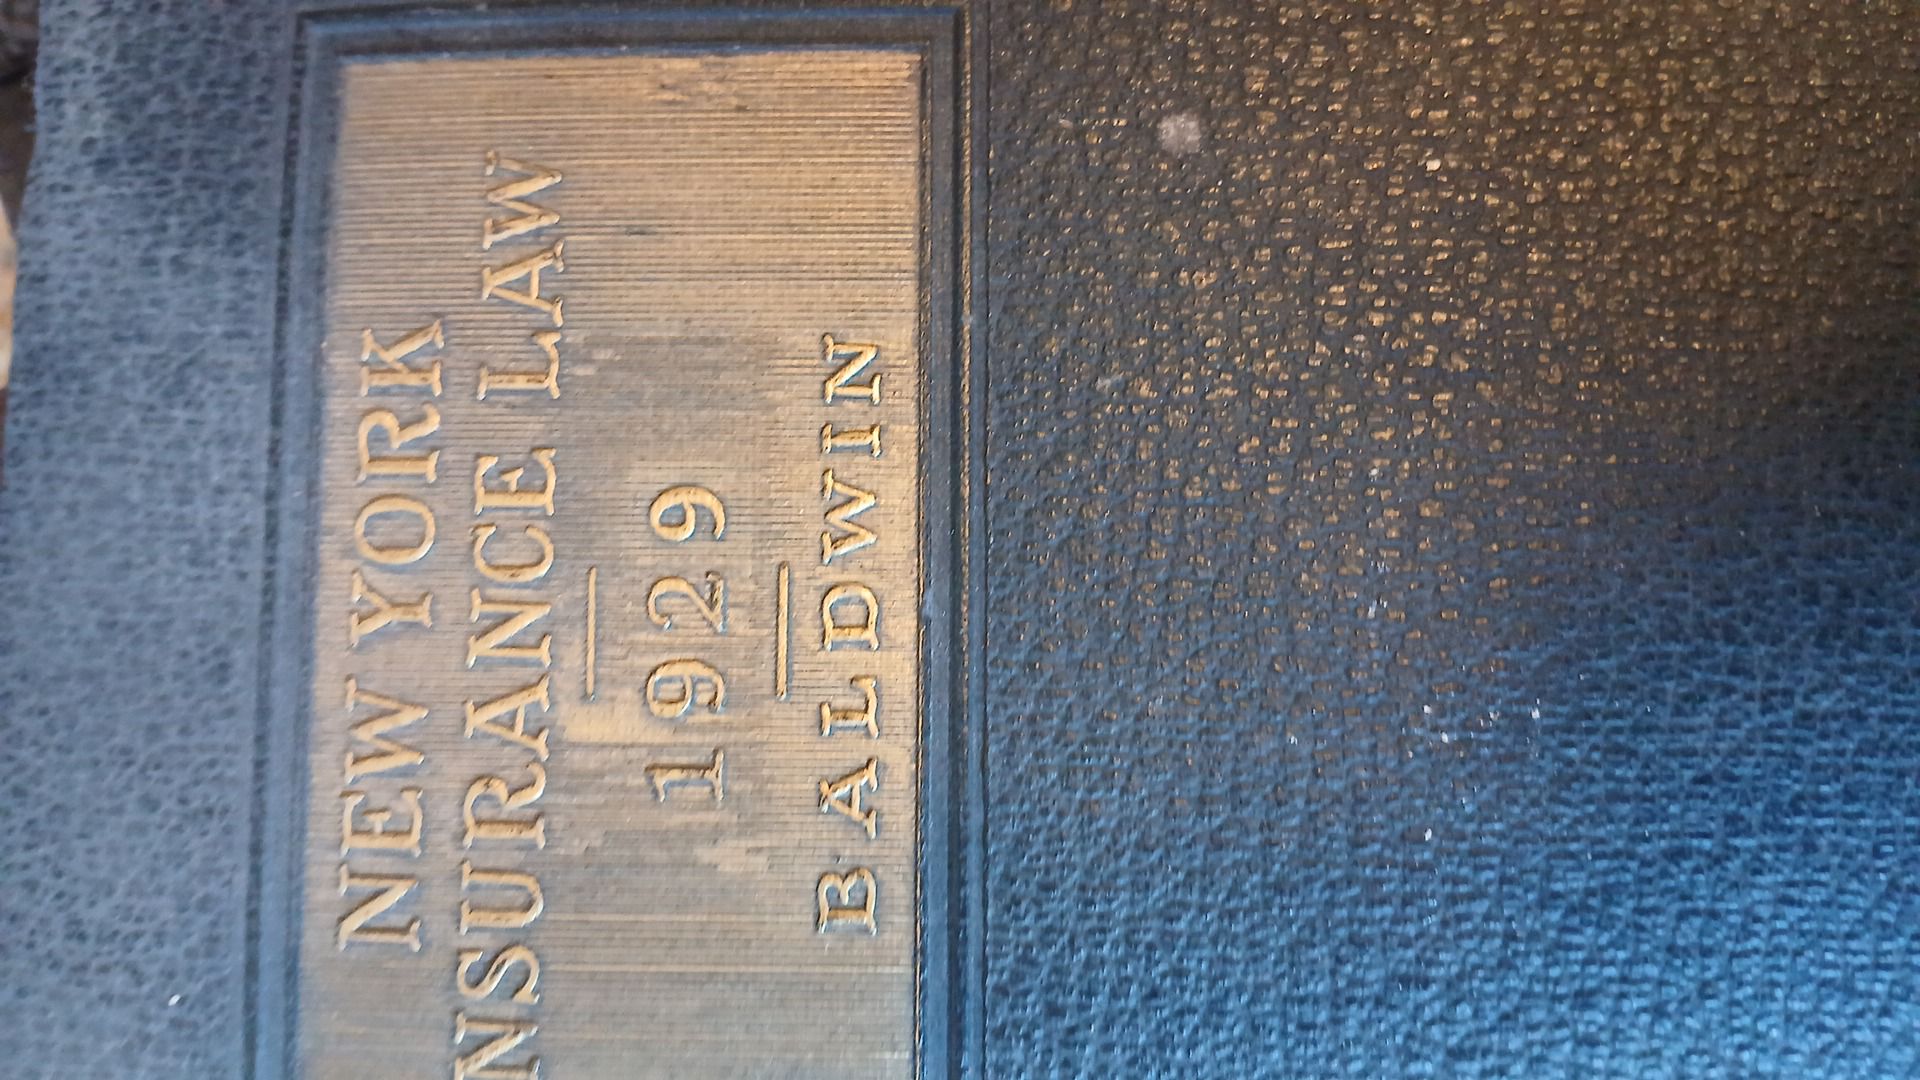 NEW YORK
NSURANCE LAW
1929
BALDWIN